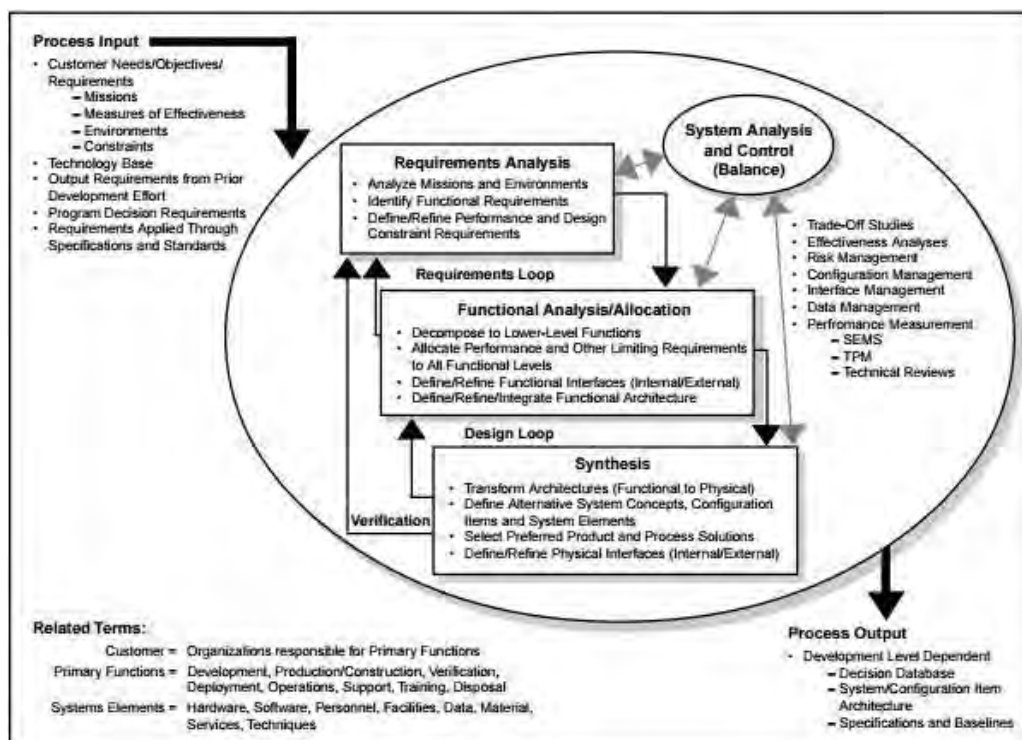 Process Input
• Customer Needs/Objectives/
Requirements
– Missions
– Measures of Effectiveness
– Environments
– Constraints
• Technology Base
• Output Requirements from Prior
Development Effort
• Program Decision Requirements
• Requirements Applied Through
Specifications and Standards
System Analysis
and Control
(Balance)
Requirements Analysis
• Analyze Missions and Environments
• Identify Functional Requirements
• Define/Refine Performance and Design
Constraint Requirements
• Trade-Off Studies
• Effectiveness Analyses
• Risk Management
• Configuration Management
• Interface Management
• Data Management
• Perfromance Measurement
– SEMS
– TPM
– Technical Reviews
Requirements Loop
Functional Analysis/Allocation
• Decompose to Lower-Level Functions
• Allocate Performance and Other Limiting Requirements
to All Functional Levels
• Define/Refine Functional Interfaces (Internal/External)
• Define/Refine/Integrate Functional Architecture
Design Loop
Synthesis
• Transform Architectures (Functional to Physical)
• Define Alternative System Concepts, Configuration
Items and System Elements
• Select Preferred Product and Process Solutions
• Define/Refine Physical Interfaces (Internal/External)
Verification
Related Terms:
Customer = Organizations responsible for Primary Functions
Primary Functions = Development, Production/Construction, Verification,
Deployment, Operations, Support, Training, Disposal
Systems Elements = Hardware, Software, Personnel, Facilities, Data, Material,
Services, Techniques
Process Output
• Development Level Dependent
– Decision Database
– System/Configuration Item
Architecture
– Specifications and Baselines